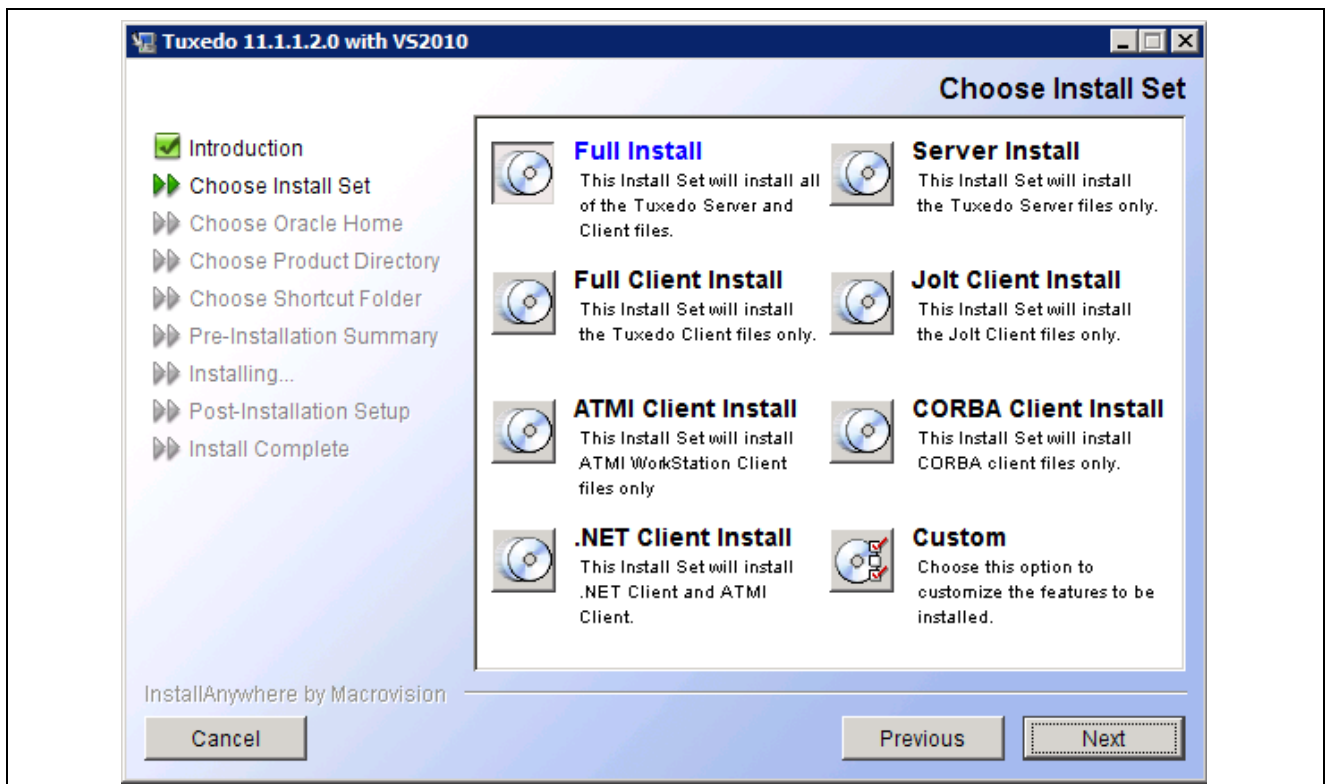 Tuxedo 11.1.1.2.0 with VS2010
Choose Install Set
Introduction
Choose Install Set
Choose Oracle Home
Choose Product Directory
Choose Shortcut Folder
Pre-Installation Summary
Installing...
Post-Installation Setup
Install Complete
Full Install
This Install Set will install all
of the Tuxedo Server and
Client files.
Server Install
This Install Set will install
the Tuxedo Server files only.
Full Client Install
This Install Set will install
the Tuxedo Client files only.
Jolt Client Install
This Install Set will install
the Jolt Client files only.
ATMI Client Install
This Install Set will install
ATMI WorkStation Client
files only
CORBA Client Install
This Install Set will install
CORBA client files only.
.NET Client Install
This Install Set will install
.NET Client and ATMI
Client.
Custom
Choose this option to
customize the features to be
installed.
InstallAnywhere by Macrovision
Cancel
Previous
Next